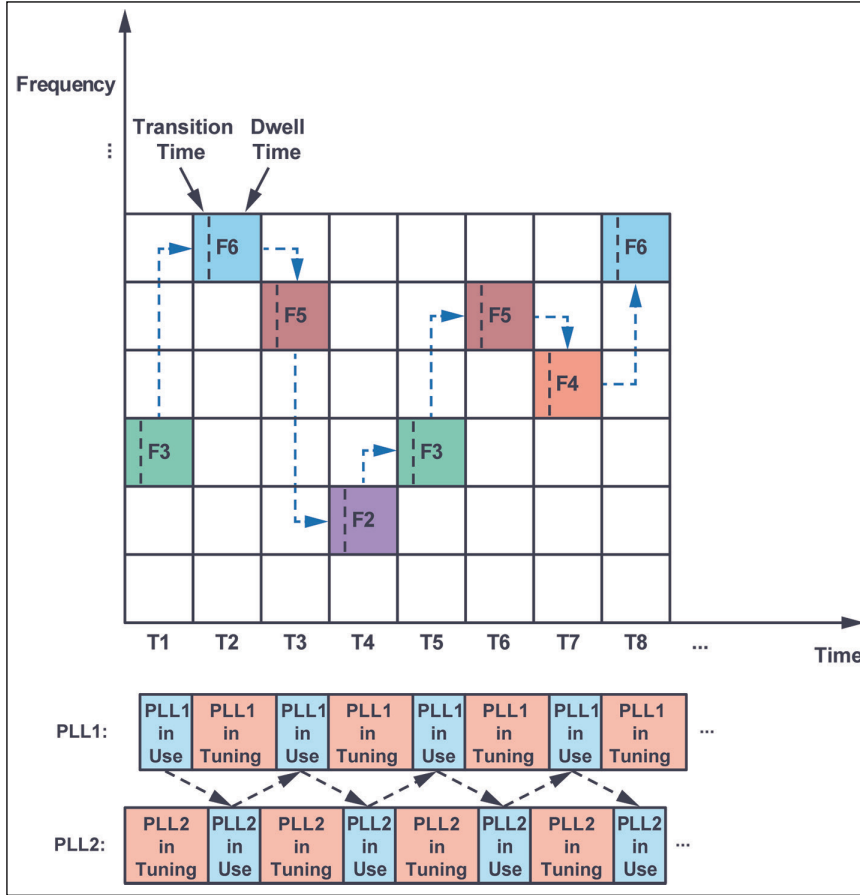 Frequency
...
Transition
Time
Dwell
Time
F6
F6
F5
F5
F4
F3
F3
F2
T1 T2 T3 T4 T5 T6 T7 T8 ...
Time
PLL1:
PLL1
in
Use
PLL1
in
Tuning
PLL1
in
Use
PLL1
in
Tuning
PLL1
in
Use
PLL1
in
Tuning
PLL1
in
Use
PLL1
in
Tuning
...
PLL2:
PLL2
in
Tuning
PLL2
in
Use
PLL2
in
Tuning
PLL2
in
Use
PLL2
in
Tuning
PLL2
in
Use
PLL2
in
Tuning
PLL2
in
Use
...